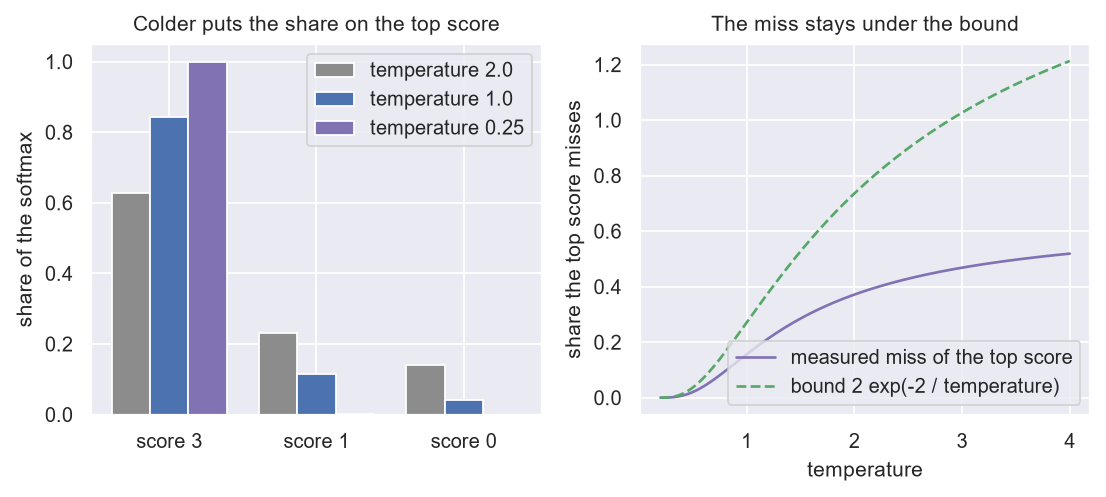 Colder puts the share on the top score
share of the softmax
1.0
0.8
0.6
0.4
0.2
0.0
temperature 2.0
temperature 1.0
temperature 0.25
score 3
score 1
score 0
The miss stays under the bound
share the top score misses
1.2
1.0
0.8
0.6
0.4
0.2
0.0
measured miss of the top score
bound 2 exp(-2 / temperature)
1
2
3
4
temperature